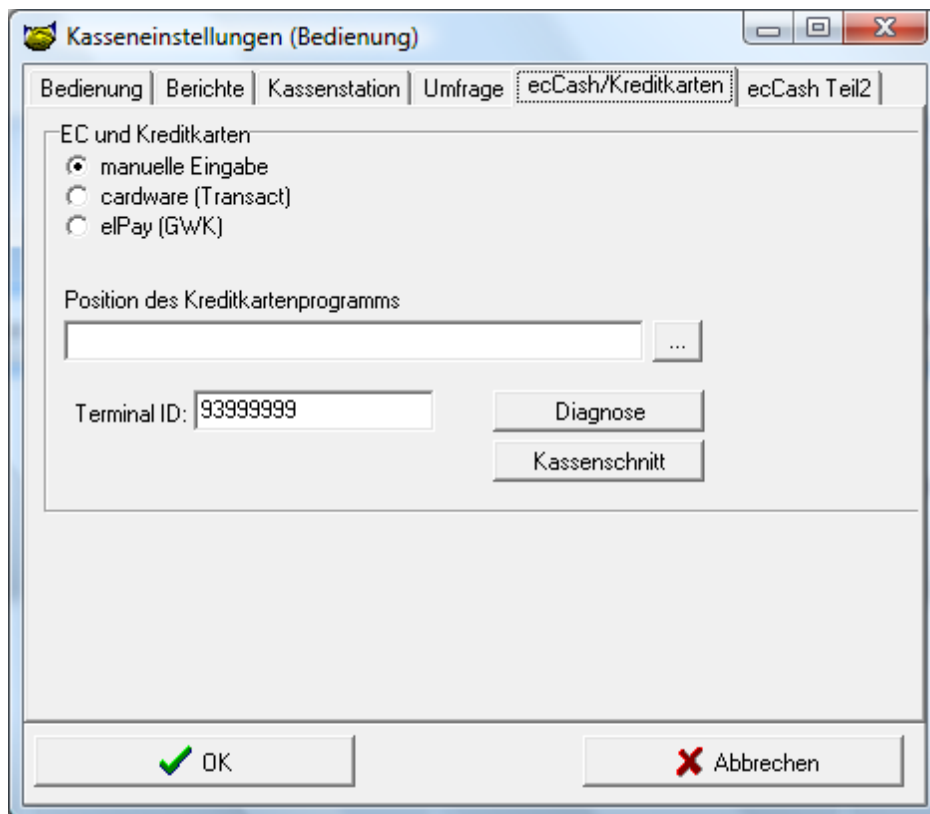 Kasseneinstellungen (Bedienung)
Bedienung Berichte Kassenstation Umfrage ecCash/Kreditkarten ecCash Teil2
EC und Kreditkarten
manuelle Eingabe
cardware (Transact)
elPay (GWK)
Position des Kreditkartenprogramms
...
Terminal ID: 93999999 Diagnose
Kassenschnitt
OK Abbrechen